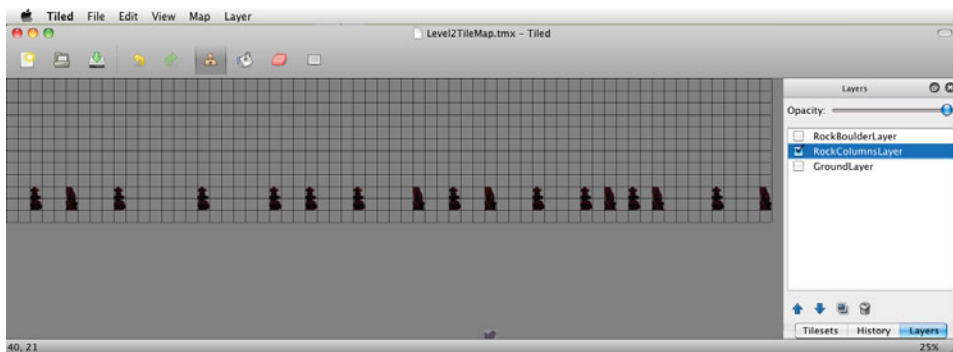 Tiled File Edit View Map Layer
Level2TileMap.tmx – Tiled
Layers
Opacity:
RockBoulderLayer
RockColumnsLayer
GroundLayer
Tilesets History Layers
40, 21 25%